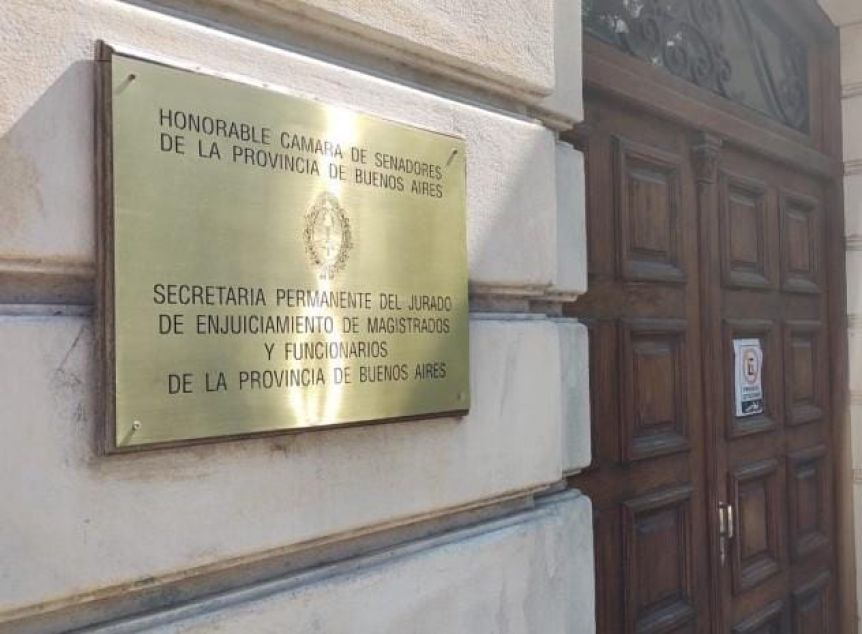 HONORABLE CAMARA DE SENADORES
DE LA PROVINCIA DE BUENOS AIRES
SECRETARIA PERMANENTE DEL JURADO
DE ENJUICIAMIENTO DE MAGISTRADOS
Y FUNCIONARIOS
DE LA PROVINCIA DE BUENOS AIRES
E